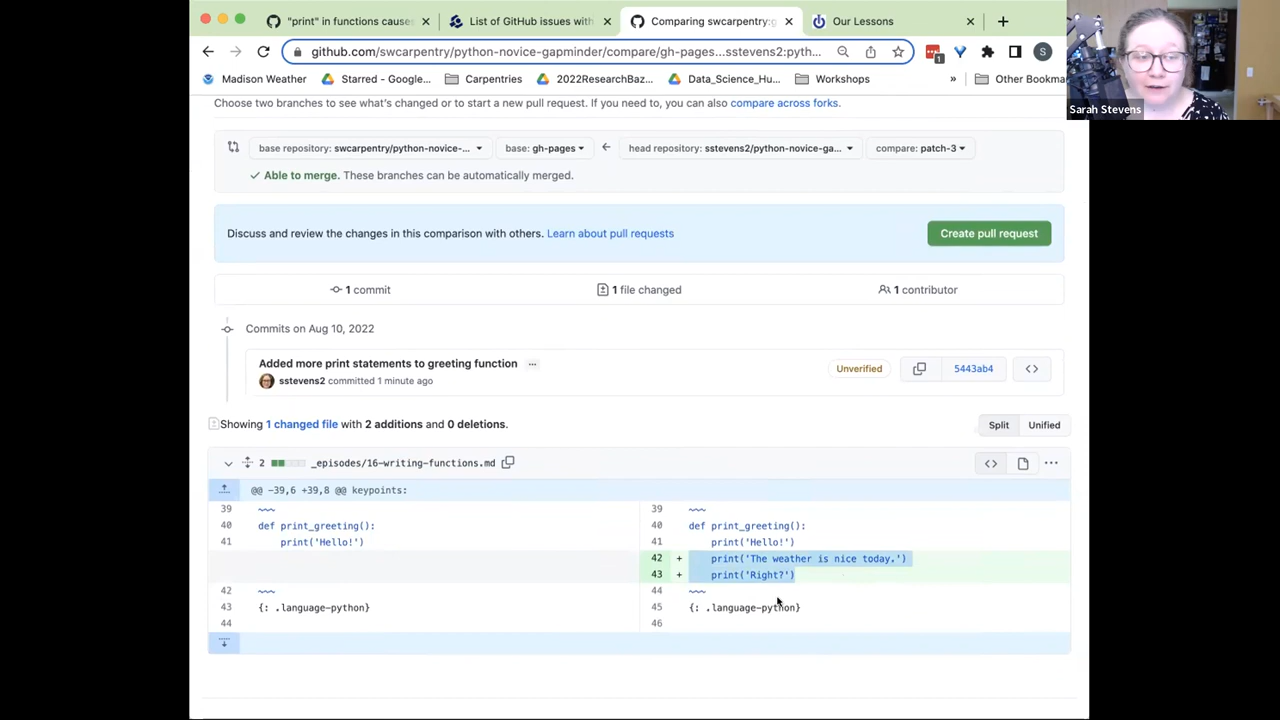 "print" in functions cause
List of GitHub issues with
Comparing swcarpentry:g
Our Lessons
github.com/swcarpentry/python-novice-gapminder/compare/gh-pages...sstevens2:pyth...
1
S
Madison Weather
Starred - Google...
Carpentries
2022ResearchBaz...
Data_Science_Hu...
Workshops
»
Other Bookma
Sarah Stevens
Choose two branches to see what's changed or to start a new pull request. If you need to, you can also compare across forks.
base repository: swcarpentry/python-novice-... base: gh-pages head repository: sstevens2/python-novice-ga... compare: patch-3
Able to merge. These branches can be automatically merged.
Discuss and review the changes in this comparison with others. Learn about pull requests
Create pull request
1 commit
1 file changed
1 contributor
Commits on Aug 10, 2022
Added more print statements to greeting function ...
sstevens2 committed 1 minute ago
Unverified
5443ab4
Showing 1 changed file with 2 additions and 0 deletions.
Split Unified
2 _episodes/16-writing-functions.md
@@ -39,6 +39,8 @@ keypoints:
39 ~~~ 39 ~~~
40 def print_greeting(): 40 def print_greeting():
41 print('Hello!') 41 print('Hello!')
42 + print('The weather is nice today.')
43 + print('Right?')
42 ~~~ 44 ~~~
43 {: .language-python} 45 {: .language-python}
44 46